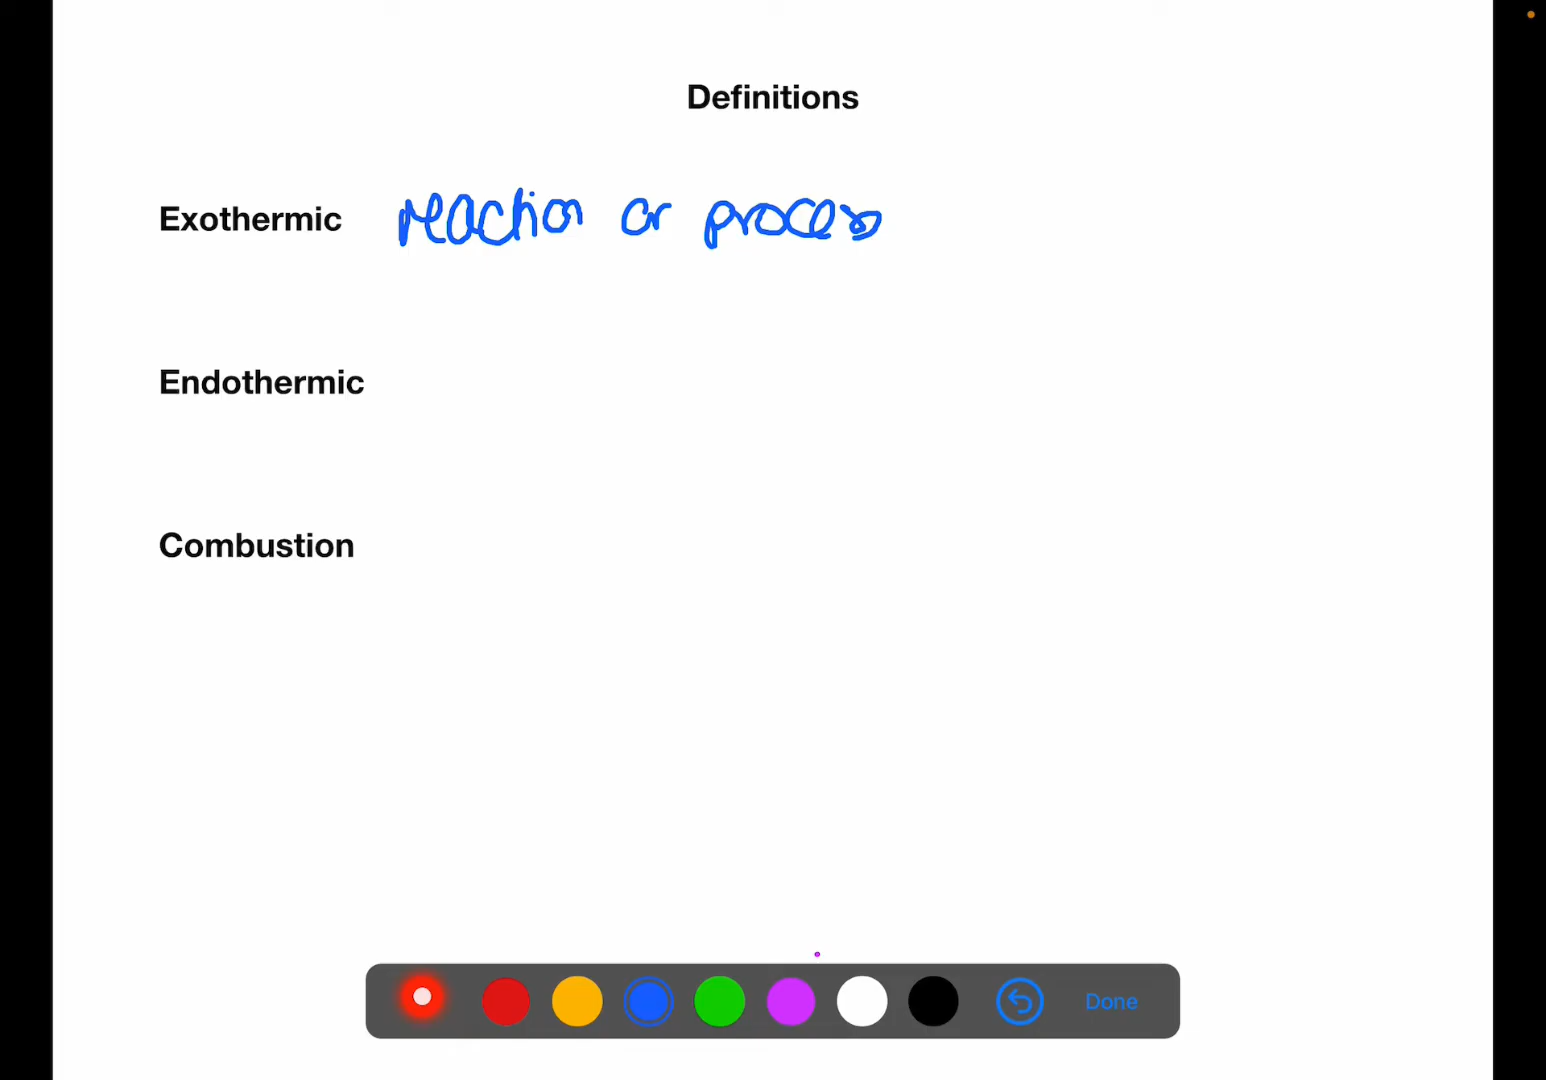 Definitions
Exothermic reaction or process
Endothermic
Combustion
Done